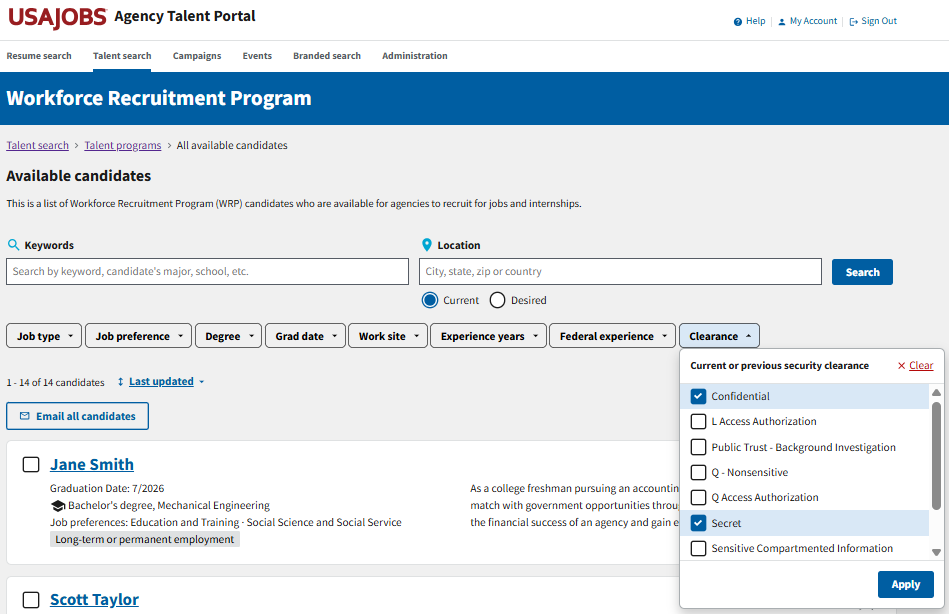 USAJOBS Agency Talent Portal
Help | My Account | Sign Out
Resume search Talent search Campaigns Events Branded search Administration
Workforce Recruitment Program
Talent search > Talent programs > All available candidates
Available candidates
This is a list of Workforce Recruitment Program (WRP) candidates who are available for agencies to recruit for jobs and internships.
Keywords
Search by keyword, candidate's major, school, etc.
Location
City, state, zip or country
Search
Current Desired
Job type Job preference Degree Grad date Work site Experience years Federal experience Clearance
Current or previous security clearance
Clear
Confidential
L Access Authorization
Public Trust - Background Investigation
Q - Nonsensitive
Q Access Authorization
Secret
Sensitive Compartmented Information
Apply
1 - 14 of 14 candidates Last updated
Email all candidates
Jane Smith
Graduation Date: 7/2026
Bachelor's degree, Mechanical Engineering
Job preferences: Education and Training · Social Science and Social Service
Long-term or permanent employment
As a college freshman pursuing an accountin
match with government opportunities throu
the financial success of an agency and gain e
Scott Taylor